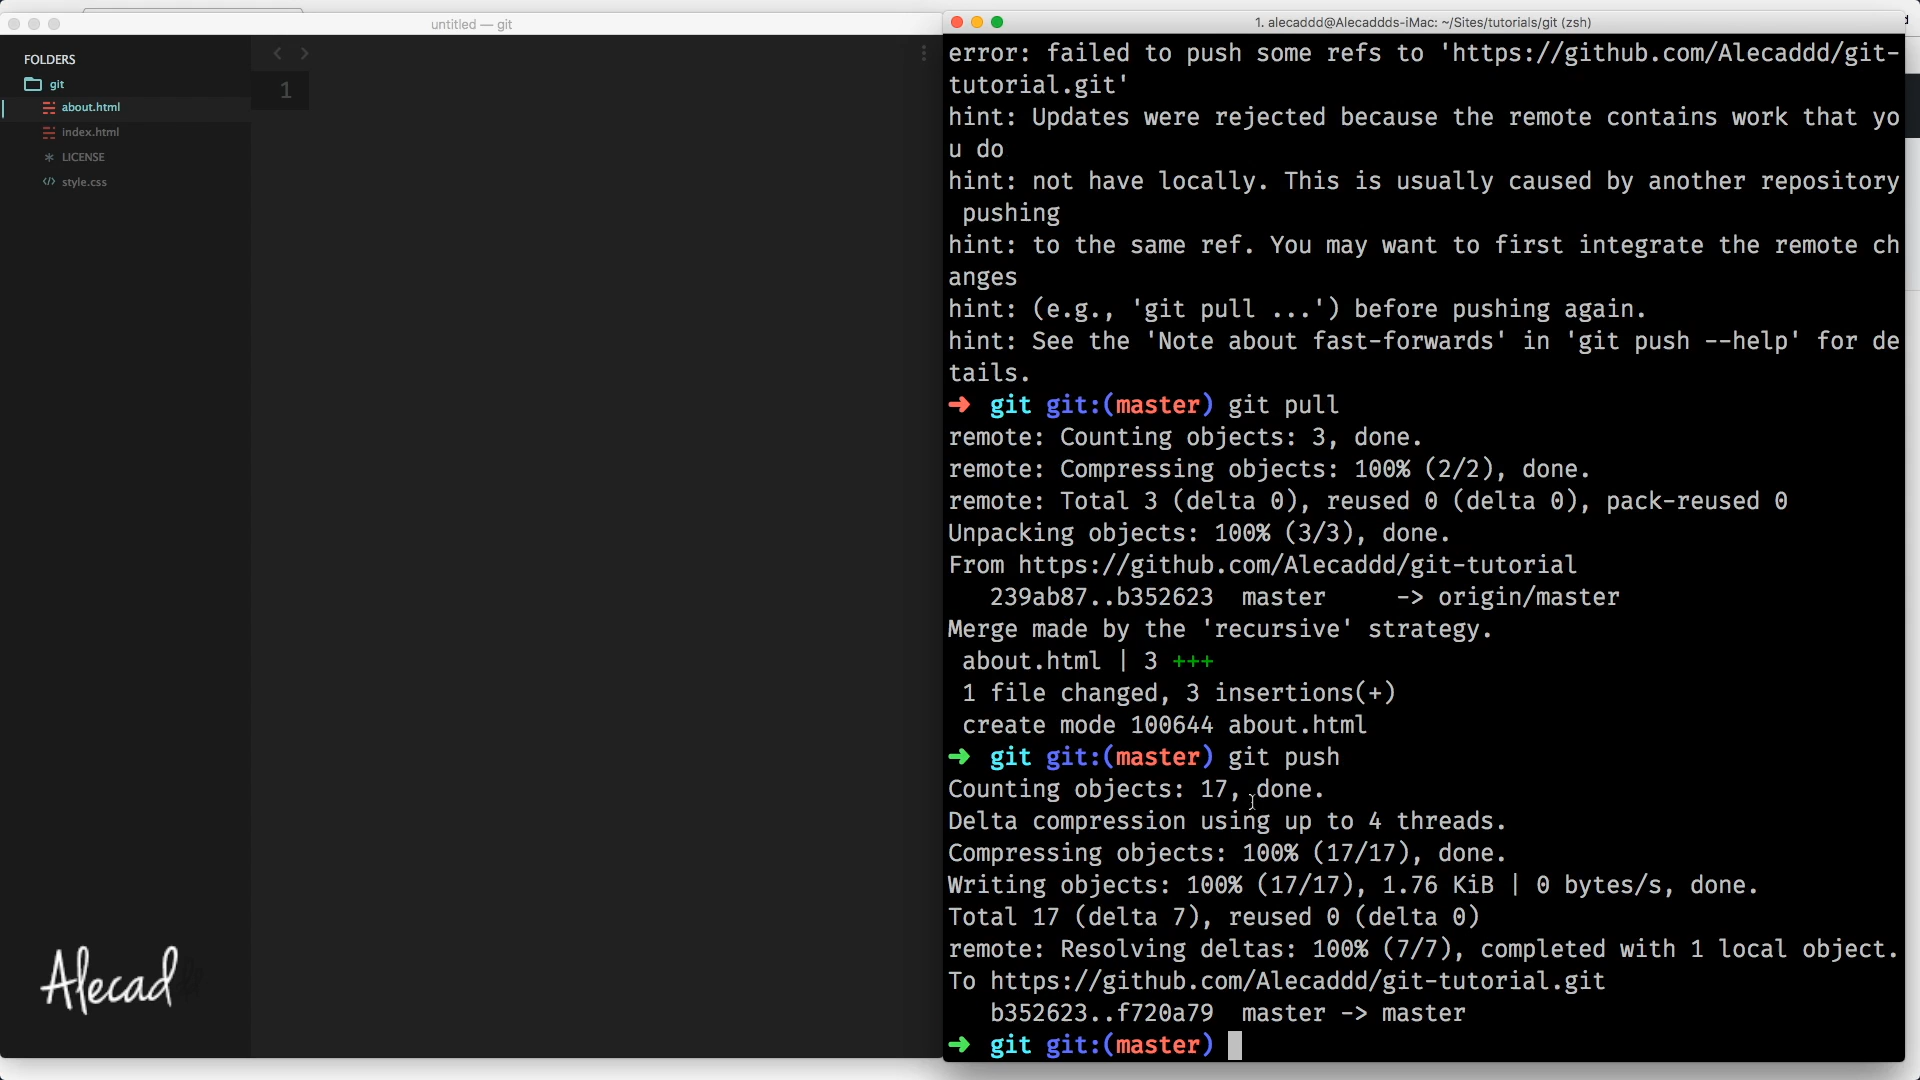 untitled — git
FOLDERS
git
about.html
index.html
LICENSE
style.css
1
Alecad
1. alecaddd@Alecaddds-iMac: ~/Sites/tutorials/git (zsh)
error: failed to push some refs to 'https://github.com/Alecaddd/git-
tutorial.git'
hint: Updates were rejected because the remote contains work that yo
u do
hint: not have locally. This is usually caused by another repository
pushing
hint: to the same ref. You may want to first integrate the remote ch
anges
hint: (e.g., 'git pull ...') before pushing again.
hint: See the 'Note about fast-forwards' in 'git push --help' for de
tails.
➜ git git:(master) git pull
remote: Counting objects: 3, done.
remote: Compressing objects: 100% (2/2), done.
remote: Total 3 (delta 0), reused 0 (delta 0), pack-reused 0
Unpacking objects: 100% (3/3), done.
From https://github.com/Alecaddd/git-tutorial
239ab87..b352623 master -> origin/master
Merge made by the 'recursive' strategy.
about.html | 3 +++
1 file changed, 3 insertions(+)
create mode 100644 about.html
➜ git git:(master) git push
Counting objects: 17, done.
Delta compression using up to 4 threads.
Compressing objects: 100% (17/17), done.
Writing objects: 100% (17/17), 1.76 KiB | 0 bytes/s, done.
Total 17 (delta 7), reused 0 (delta 0)
remote: Resolving deltas: 100% (7/7), completed with 1 local object.
To https://github.com/Alecaddd/git-tutorial.git
b352623..f720a79 master -> master
➜ git git:(master)